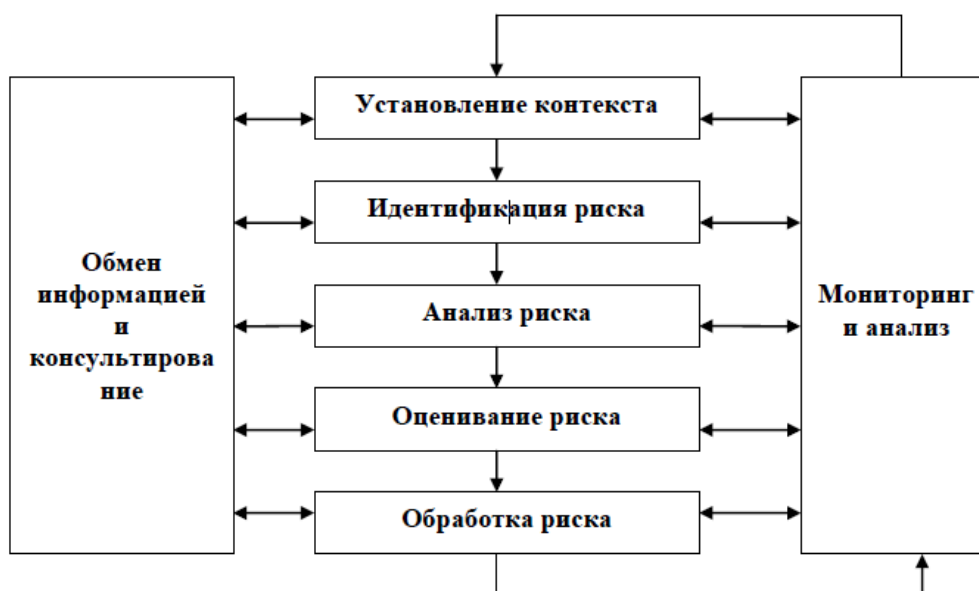 Установление контекста
Идентификация риска
Обмен
информацией
и
консультирова
ние
Анализ риска
Мониторинг
и анализ
Оценивание риска
Обработка риска